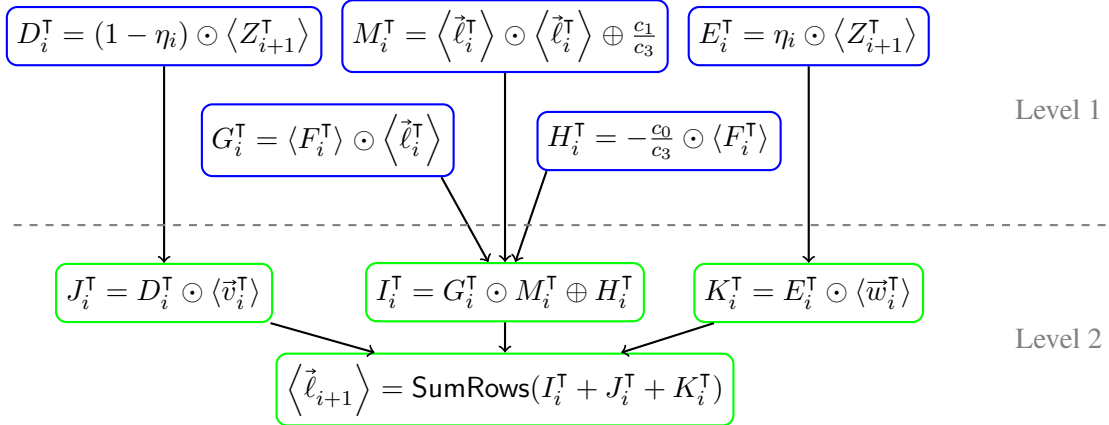 D_i^⊺ = (1 − η_i) ⊙ ⟨Z_{i+1}^⊺⟩
M_i^⊺ = ⟨ℓ⃗_i^⊺⟩ ⊙ ⟨ℓ⃗_i^⊺⟩ ⊕ c_1/c_3
E_i^⊺ = η_i ⊙ ⟨Z_{i+1}^⊺⟩
Level 1
G_i^⊺ = ⟨F_i^⊺⟩ ⊙ ⟨ℓ⃗_i^⊺⟩
H_i^⊺ = −c_0/c_3 ⊙ ⟨F_i^⊺⟩
J_i^⊺ = D_i^⊺ ⊙ ⟨v⃗_i^⊺⟩
I_i^⊺ = G_i^⊺ ⊙ M_i^⊺ ⊕ H_i^⊺
K_i^⊺ = E_i^⊺ ⊙ ⟨w⃗_i^⊺⟩
Level 2
⟨ℓ⃗_{i+1}⟩ = SumRows(I_i^⊺ + J_i^⊺ + K_i^⊺)